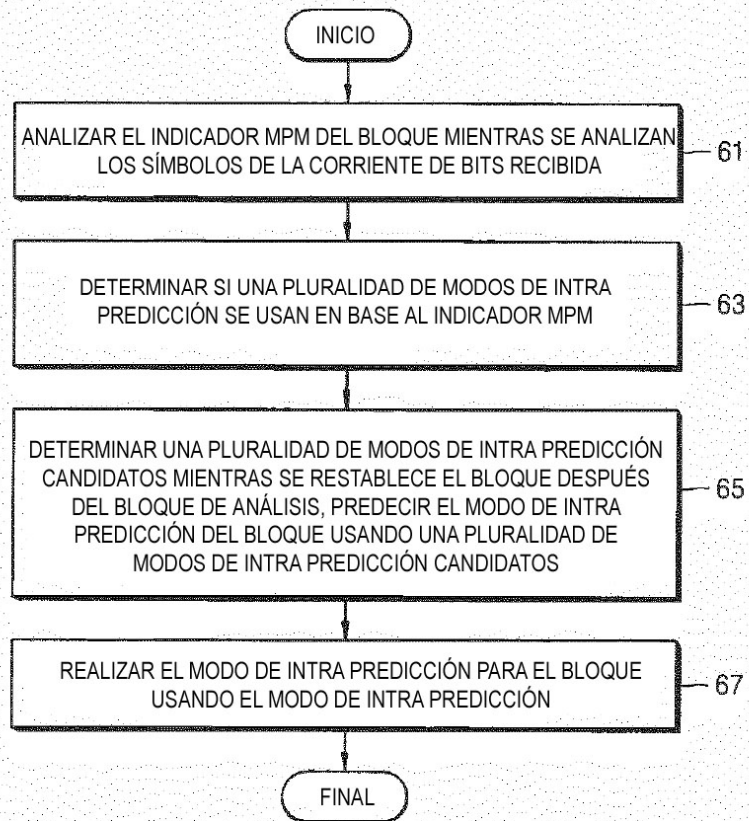 INICIO
ANALIZAR EL INDICADOR MPM DEL BLOQUE MIENTRAS SE ANALIZAN
LOS SÍMBOLOS DE LA CORRIENTE DE BITS RECIBIDA
61
DETERMINAR SI UNA PLURALIDAD DE MODOS DE INTRA
PREDICCIÓN SE USAN EN BASE AL INDICADOR MPM
63
DETERMINAR UNA PLURALIDAD DE MODOS DE INTRA PREDICCIÓN
CANDIDATOS MIENTRAS SE RESTABLECE EL BLOQUE DESPUÉS
DEL BLOQUE DE ANÁLISIS, PREDECIR EL MODO DE INTRA
PREDICCIÓN DEL BLOQUE USANDO UNA PLURALIDAD DE
MODOS DE INTRA PREDICCIÓN CANDIDATOS
65
REALIZAR EL MODO DE INTRA PREDICCIÓN PARA EL BLOQUE
USANDO EL MODO DE INTRA PREDICCIÓN
67
FINAL